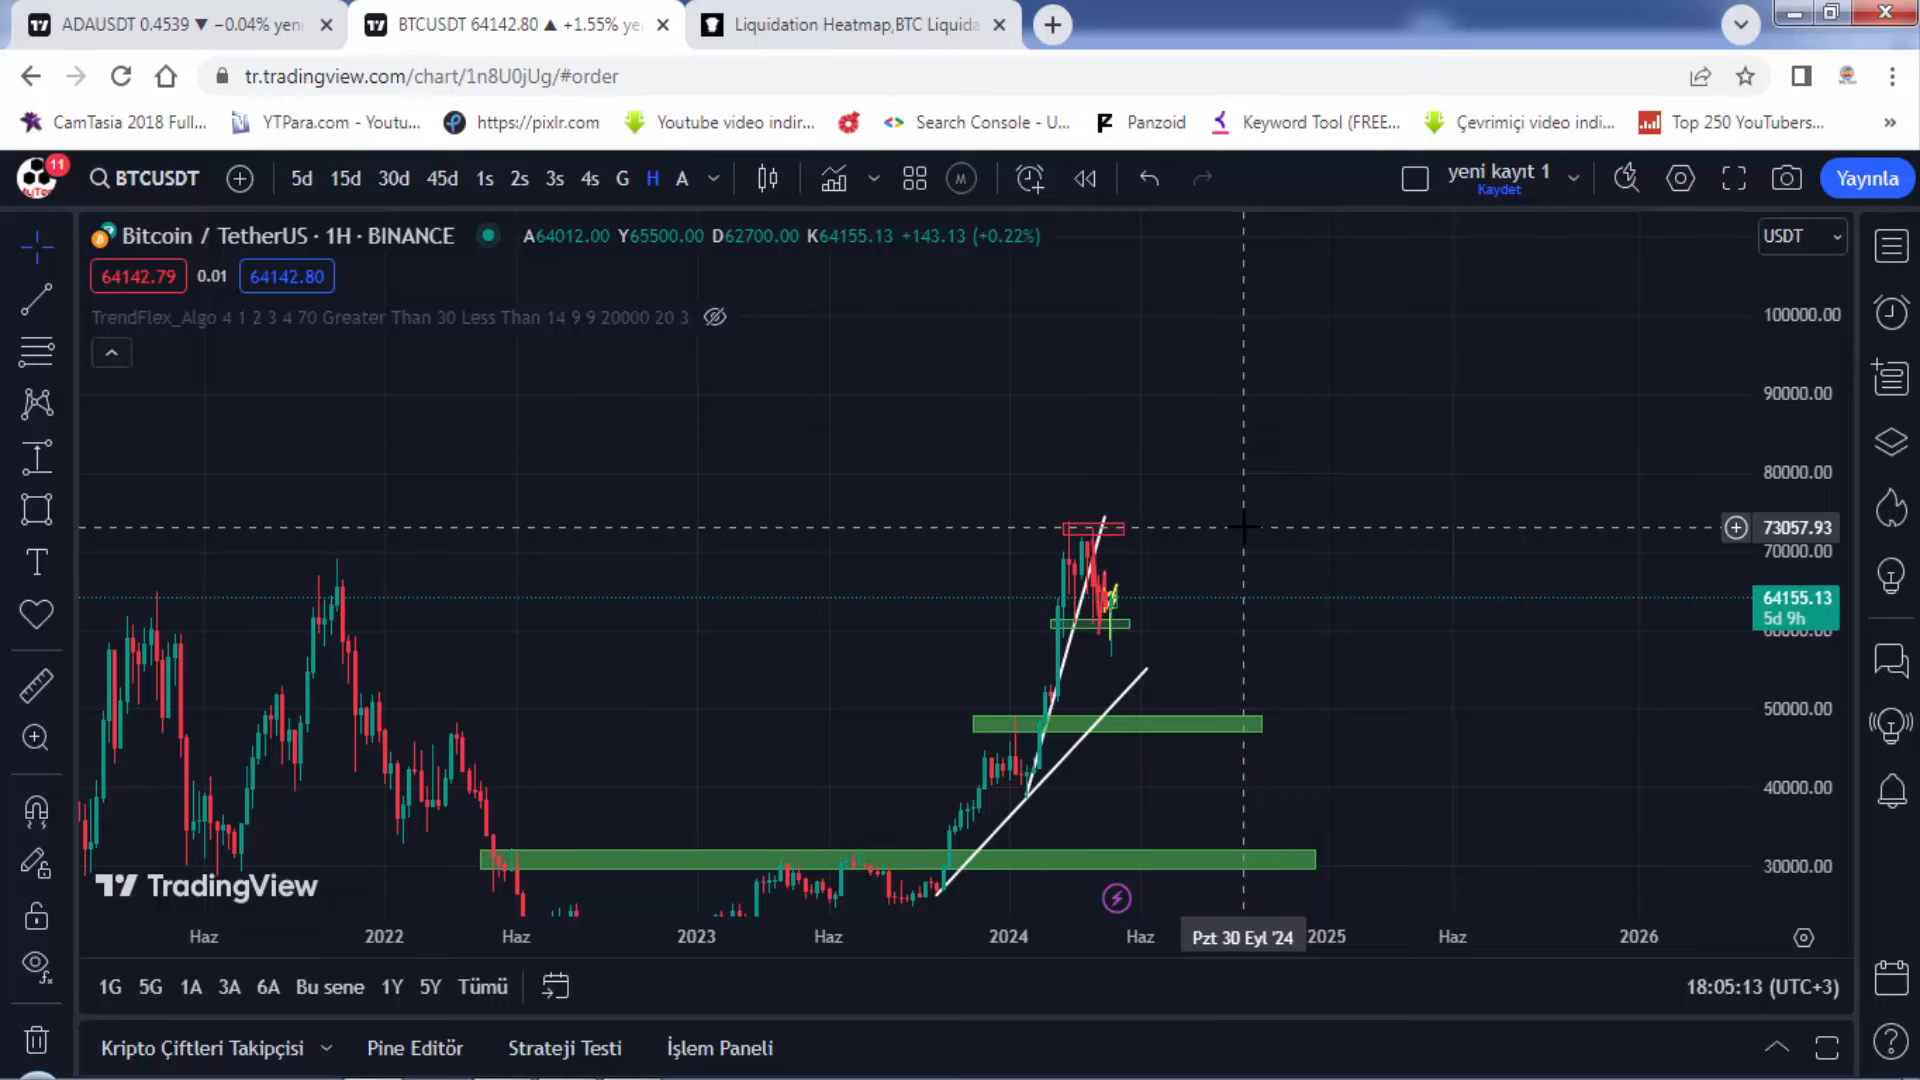 ADAUSDT 0.4539 ▼ −0.04% yeni
BTCUSDT 64142.80 ▲ +1.55% ye
Liquidation Heatmap,BTC Liquida
tr.tradingview.com/chart/1n8U0jUg/#order
CamTasia 2018 Full...
YTPara.com - Youtu...
https://pixlr.com
Youtube video indir...
Search Console - U...
Panzoid
Keyword Tool (FREE...
Çevrimiçi video indi...
Top 250 YouTubers...
»
11
BTCUSDT
5d 15d 30d 45d 1s 2s 3s 4s G H A
M
yeni kayıt 1
Kaydet
Yayınla
Bitcoin / TetherUS · 1H · BINANCE
A64012.00 Y65500.00 D62700.00 K64155.13 +143.13 (+0.22%)
USDT
64142.79 0.01 64142.80
TrendFlex_Algo 4 1 2 3 4 70 Greater Than 30 Less Than 14 9 9 20000 20 3
100000.00
90000.00
80000.00
73057.93
70000.00
64155.13
5d 9h
60000.00
50000.00
40000.00
30000.00
TradingView
Haz 2022 Haz 2023 Haz 2024 Haz Pzt 30 Eyl '24 2025 Haz 2026
1G 5G 1A 3A 6A Bu sene 1Y 5Y Tümü
18:05:13 (UTC+3)
Kripto Çiftleri Takipçisi Pine Editör Strateji Testi İşlem Paneli